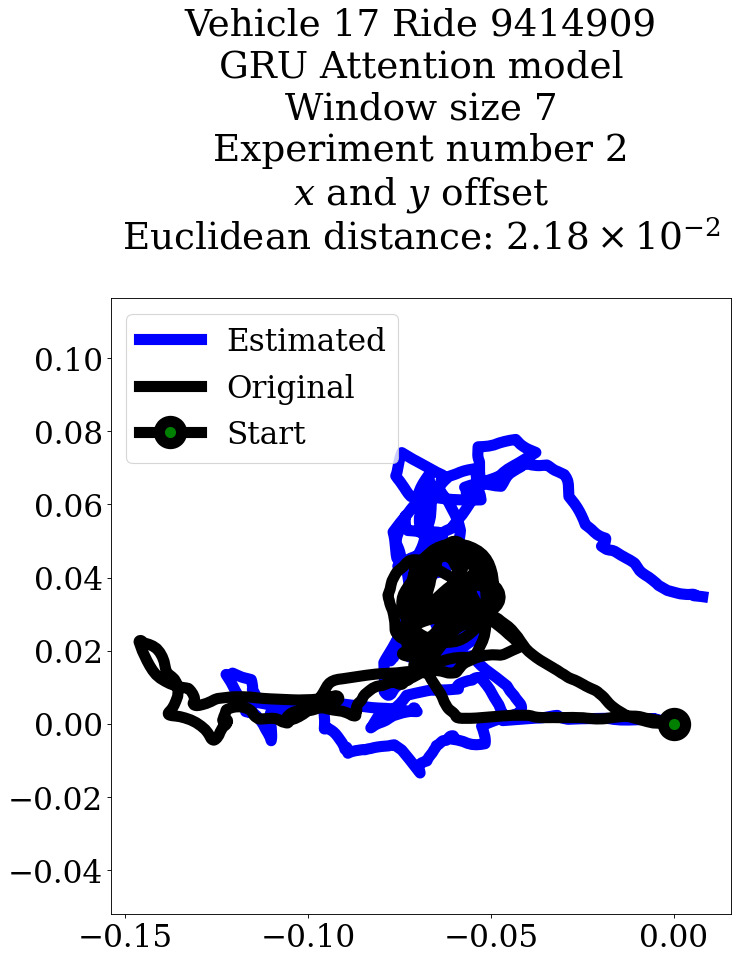 Vehicle 17 Ride 9414909
GRU Attention model
Window size 7
Experiment number 2
x and y offset
Euclidean distance: 2.18 × 10⁻²
Estimated
Original
Start
0.10
0.08
0.06
0.04
0.02
0.00
−0.02
−0.04
−0.15
−0.10
−0.05
0.00